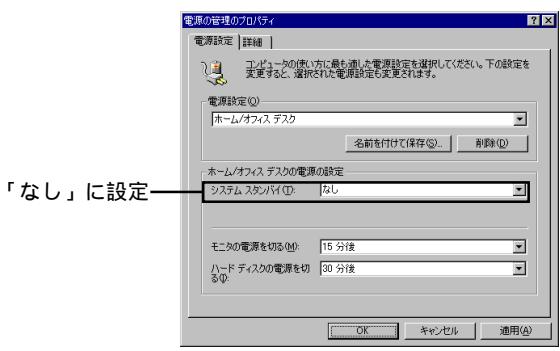 電源の管理のプロパティ
電源設定
詳細
コンピュータの使い方に最も適した電源設定を選択してください。下の設定を
変更すると、選択された電源設定も変更されます。
電源設定(O)
ホーム/オフィス デスク
名前を付けて保存(S)...
削除(D)
ホーム/オフィス デスクの電源の設定
「なし」に設定
システム スタンバイ(T):
なし
モニタの電源を切る(M):
15 分後
ハード ディスクの電源を切
る(I):
30 分後
OK
キャンセル
適用(A)